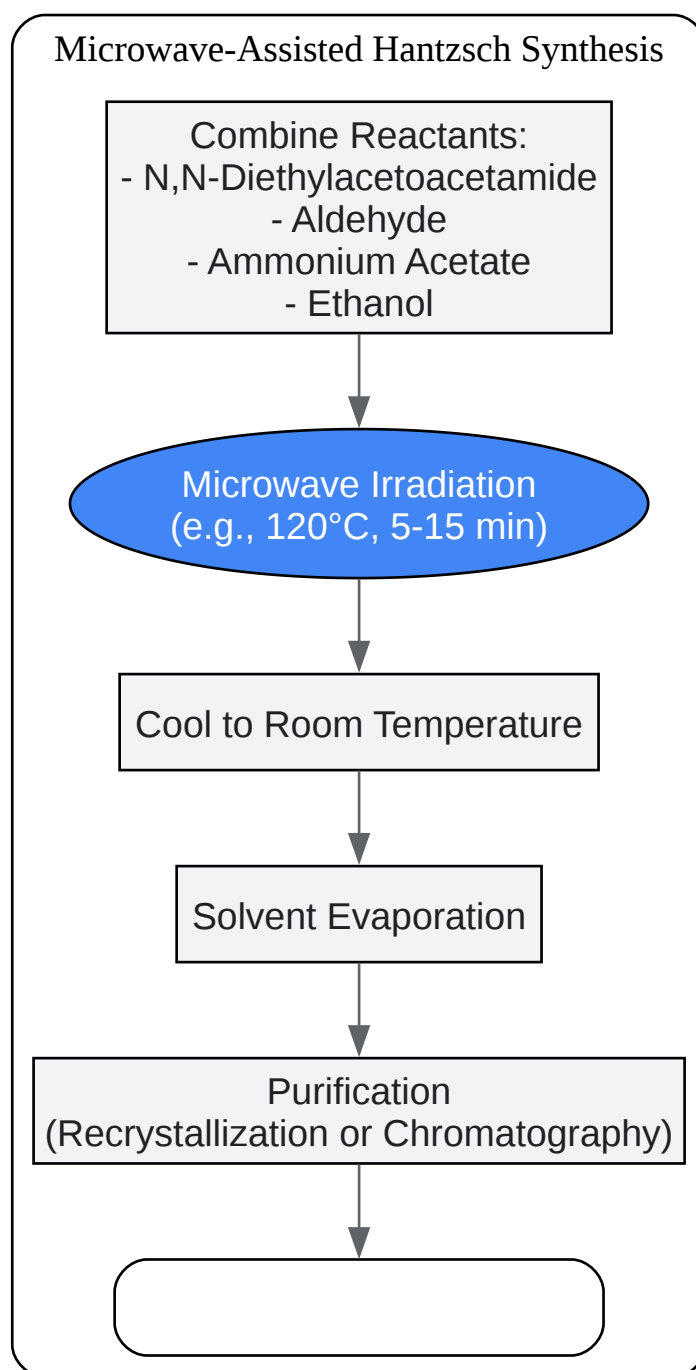 Microwave-Assisted Hantzsch Synthesis
Combine Reactants:
- N,N-Diethylacetoacetamide
- Aldehyde
- Ammonium Acetate
- Ethanol
Microwave Irradiation
(e.g., 120°C, 5-15 min)
Cool to Room Temperature
Solvent Evaporation
Purification
(Recrystallization or Chromatography)